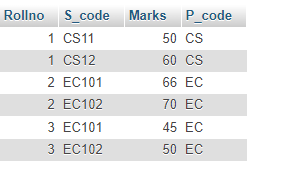 Rollno S_code Marks P_code
1 CS11 50 CS
1 CS12 60 CS
2 EC101 66 EC
2 EC102 70 EC
3 EC101 45 EC
3 EC102 50 EC